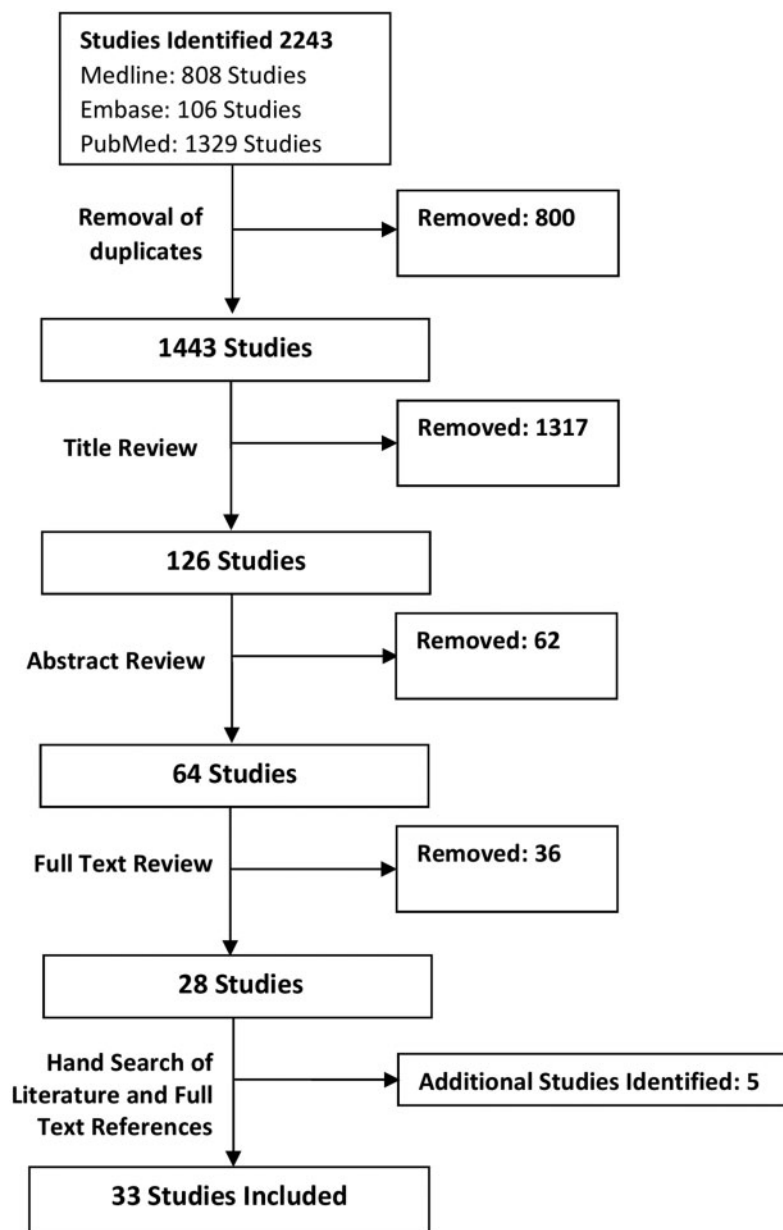 Studies Identified 2243
Medline: 808 Studies
Embase: 106 Studies
PubMed: 1329 Studies
Removal of
duplicates
Removed: 800
1443 Studies
Title Review
Removed: 1317
126 Studies
Abstract Review
Removed: 62
64 Studies
Full Text Review
Removed: 36
28 Studies
Hand Search of
Literature and Full
Text References
Additional Studies Identified: 5
33 Studies Included